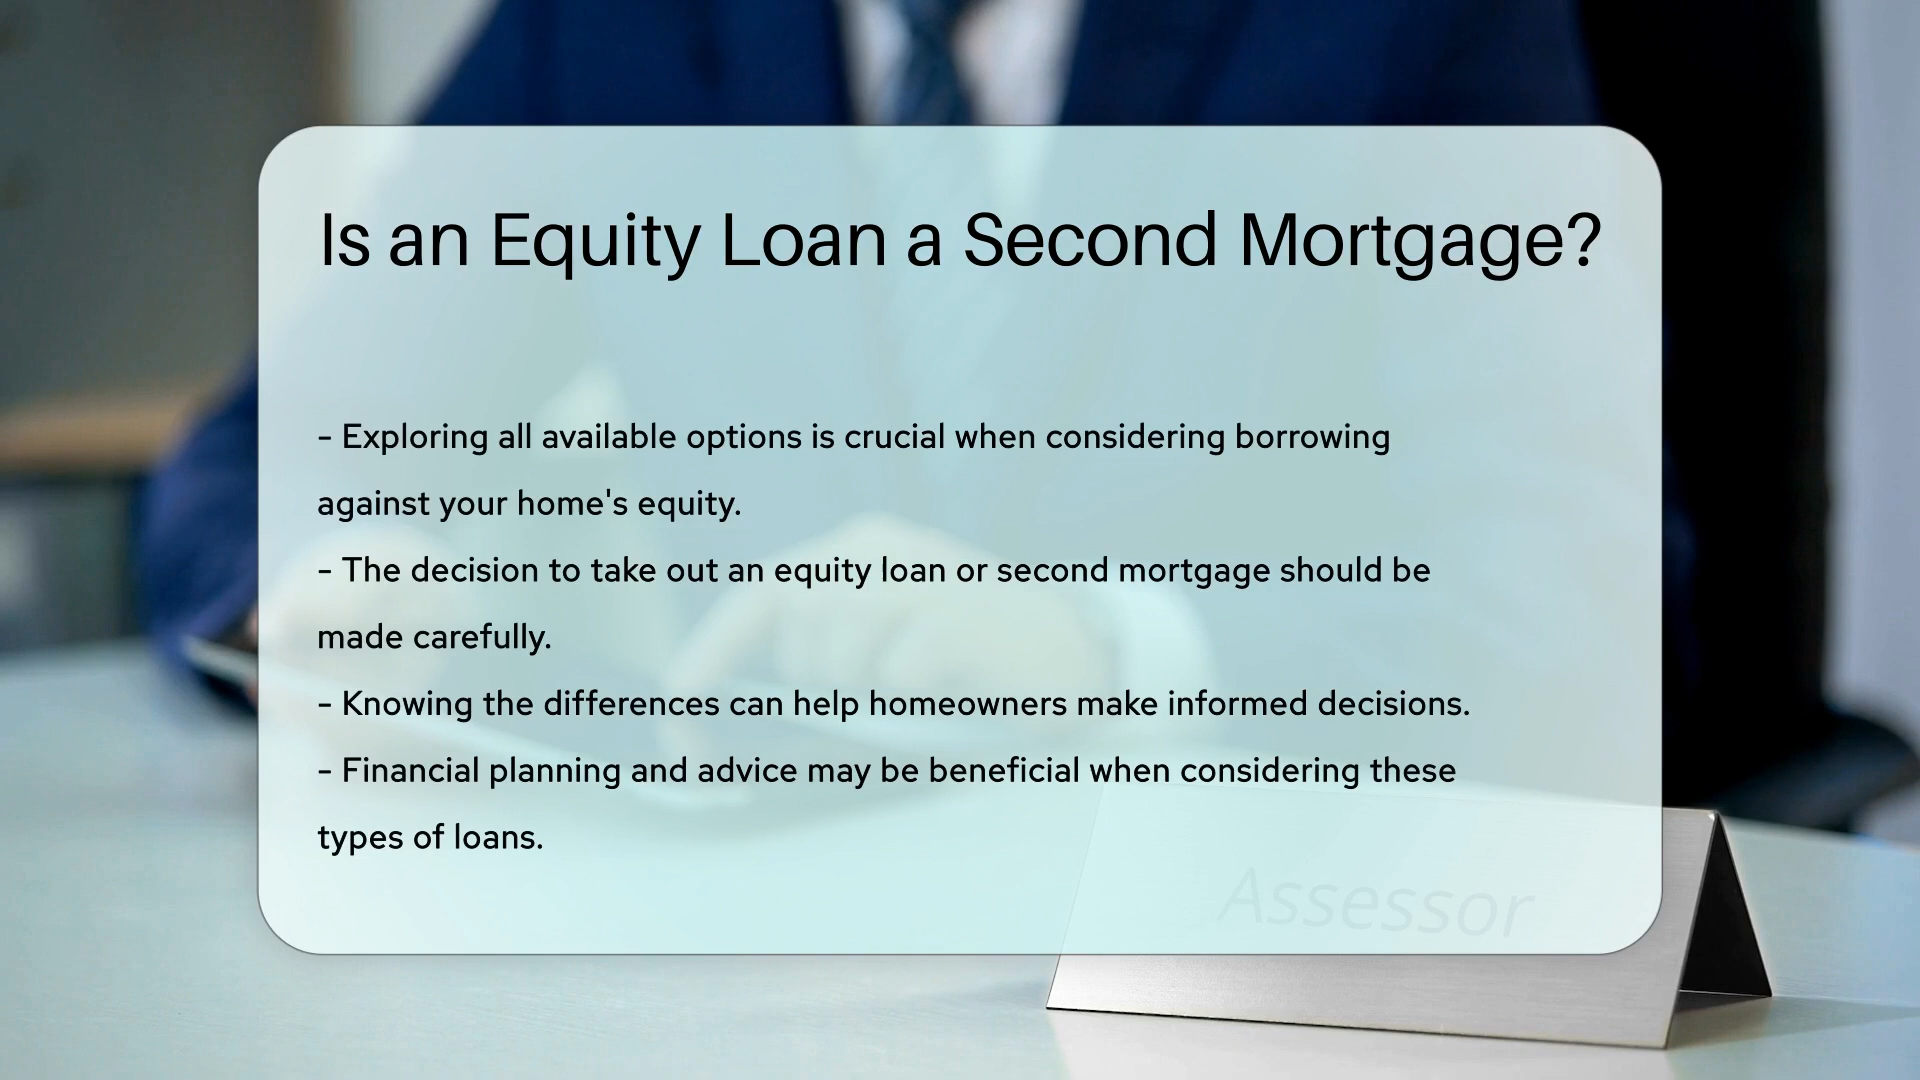 Is an Equity Loan a Second Mortgage?
- Exploring all available options is crucial when considering borrowing
against your home's equity.
- The decision to take out an equity loan or second mortgage should be
made carefully.
- Knowing the differences can help homeowners make informed decisions.
- Financial planning and advice may be beneficial when considering these
types of loans.
Assessor